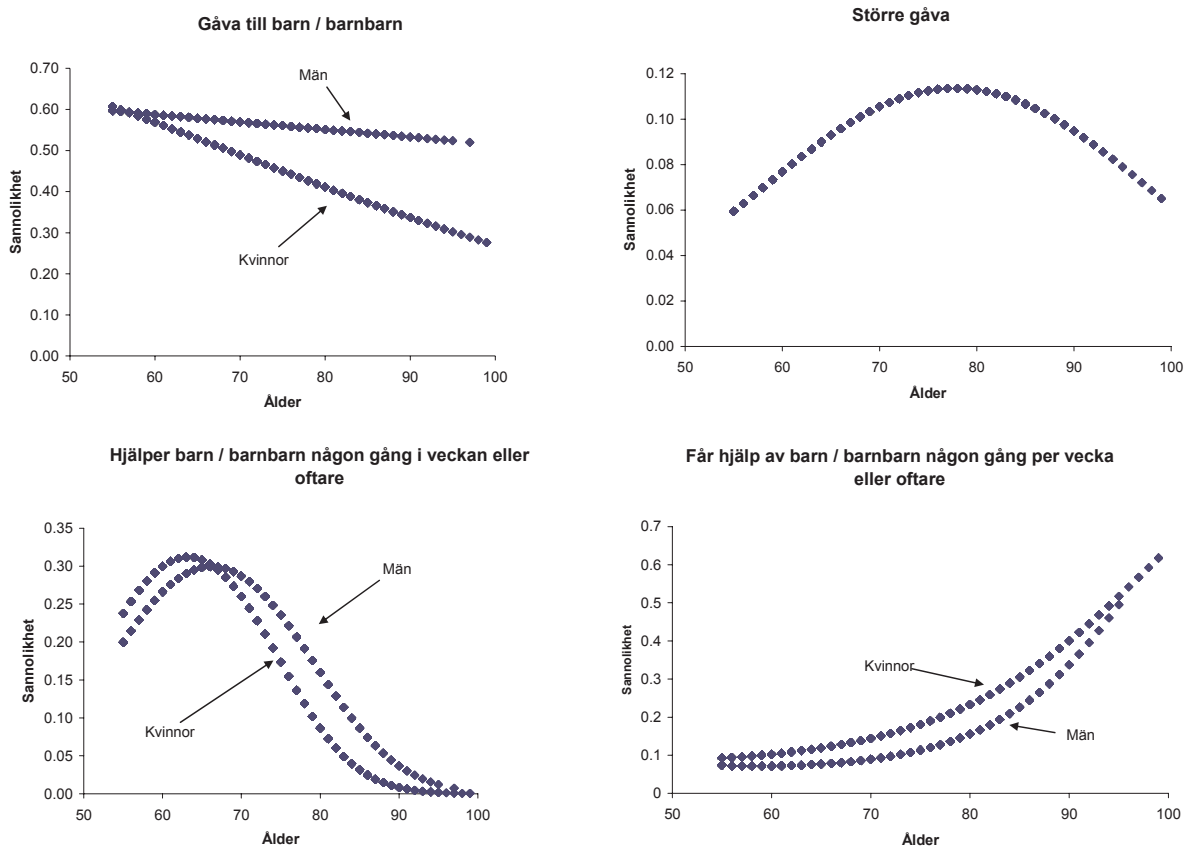 Gåva till barn / barnbarn
Sannolikhet
0.70
0.60
0.50
0.40
0.30
0.20
0.10
0.00
Män
Kvinnor
50 60 70 80 90 100
Ålder
Större gåva
Sannolikhet
0.12
0.10
0.08
0.06
0.04
0.02
0.00
50 60 70 80 90 100
Ålder
Hjälper barn / barnbarn någon gång i veckan eller
oftare
Sannolikhet
0.35
0.30
0.25
0.20
0.15
0.10
0.05
0.00
Män
Kvinnor
50 60 70 80 90 100
Ålder
Får hjälp av barn / barnbarn någon gång per vecka
eller oftare
Sannolikhet
0.7
0.6
0.5
0.4
0.3
0.2
0.1
0
Kvinnor
Män
50 60 70 80 90 100
Ålder